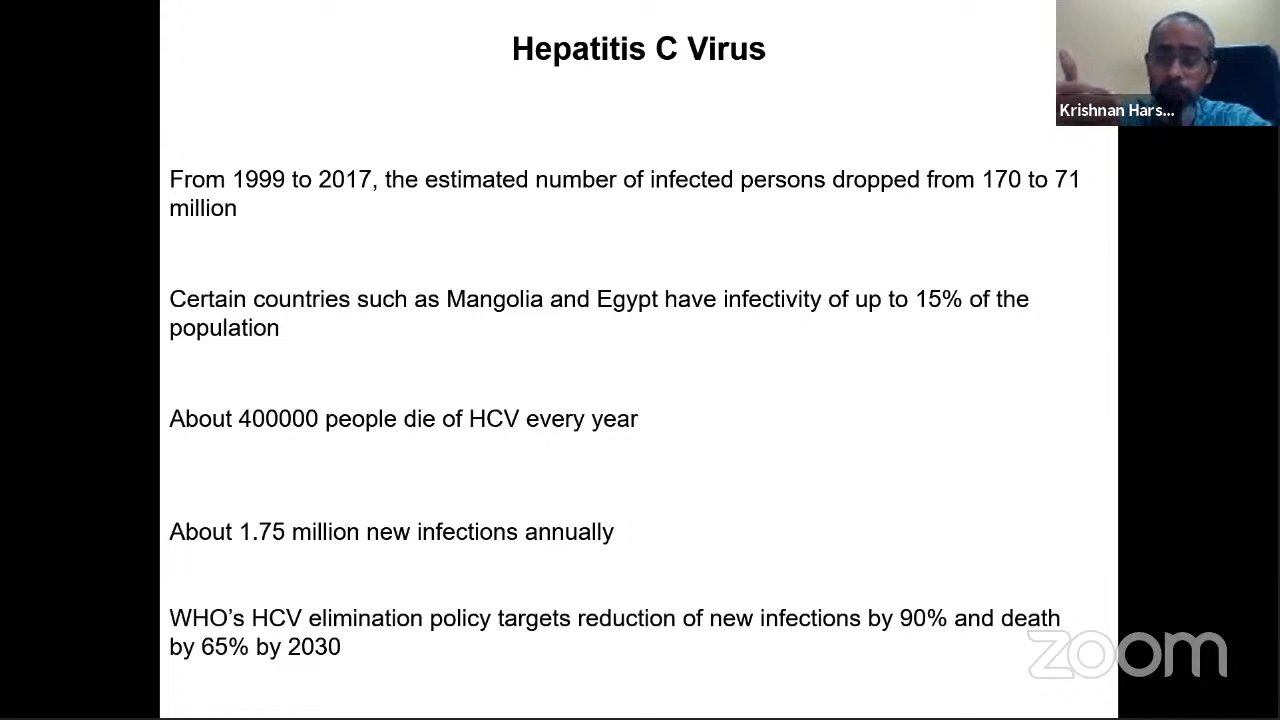 Hepatitis C Virus
Krishnan Hars...
From 1999 to 2017, the estimated number of infected persons dropped from 170 to 71
million
Certain countries such as Mangolia and Egypt have infectivity of up to 15% of the
population
About 400000 people die of HCV every year
About 1.75 million new infections annually
WHO’s HCV elimination policy targets reduction of new infections by 90% and death
by 65% by 2030
zoom